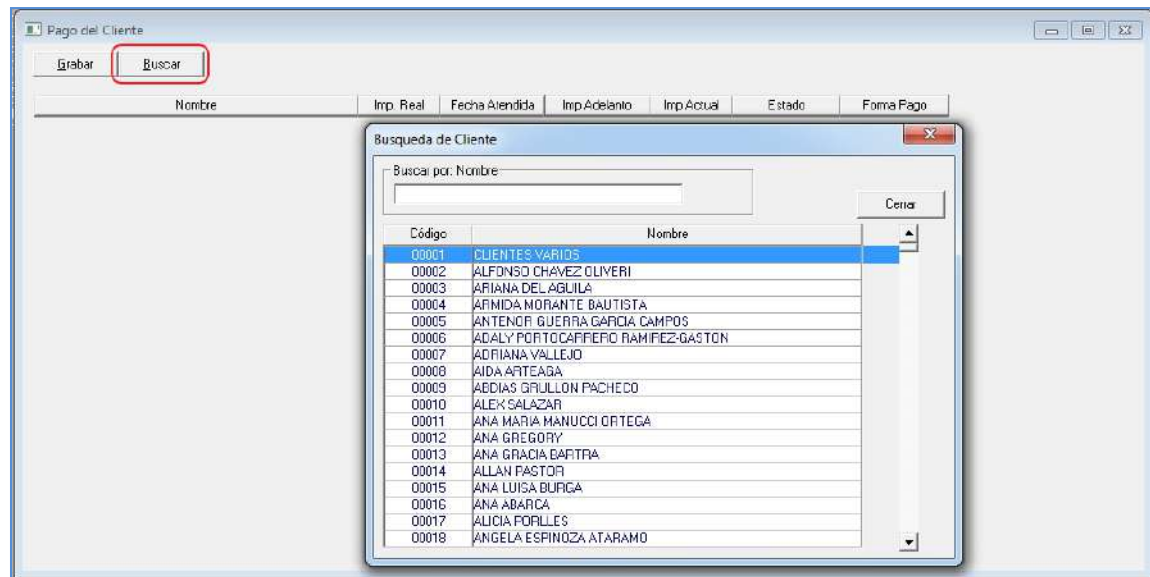 Pago del Cliente
Grabar Buscar
Nombre Imp. Real Fecha Atendida Imp.Adelanto Imp.Actual Estado Forma Pago
Busqueda de Cliente
Buscar por: Nombre
Cerrar
Código Nombre
00001 CLIENTES VARIOS
00002 ALFONSO CHAVEZ OLIVERI
00003 ARIANA DEL AGUILA
00004 ARMIDA MORANTE BAUTISTA
00005 ANTENOR GUERRA GARCIA CAMPOS
00006 ADALY PORTOCARRERO RAMIREZ-GASTON
00007 ADRIANA VALLEJO
00008 AIDA ARTEAGA
00009 ABDIAS GRULLON PACHECO
00010 ALEX SALAZAR
00011 ANA MARIA MANUCCI ORTEGA
00012 ANA GREGORY
00013 ANA GRACIA BARTRA
00014 ALLAN PASTOR
00015 ANA LUISA BURGA
00016 ANA ABARCA
00017 ALICIA PORLLES
00018 ANGELA ESPINOZA ATARAMO